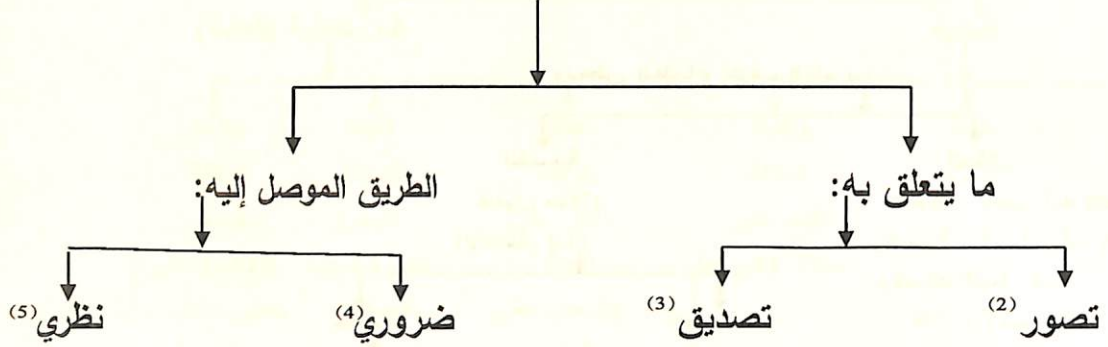 ما يتعلق به: الطريق الموصل إليه:
تصور (2) تصديق (3) ضروري(4) نظري(5)